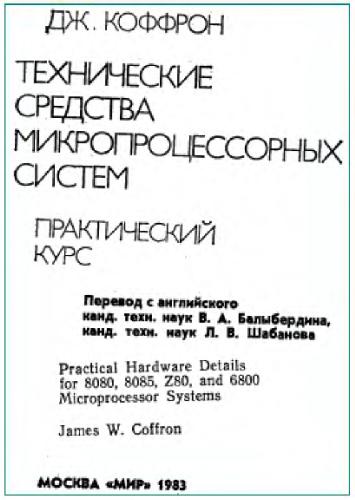 ДЖ. КОФФРОН
ТЕХНИЧЕСКИЕ
СРЕДСТВА
МИКРОПРОЦЕССОРНЫХ
СИСТЕМ
ПРАКТИЧЕСКИЙ
КУРС
Перевод с английского
канд. техн. наук В. А. Балыбердина,
канд. техн. наук Л. В. Шабанова
Practical Hardware Details
for 8080, 8085, Z80, and 6800
Microprocessor Systems
James W. Coffron
МОСКВА «МИР» 1983